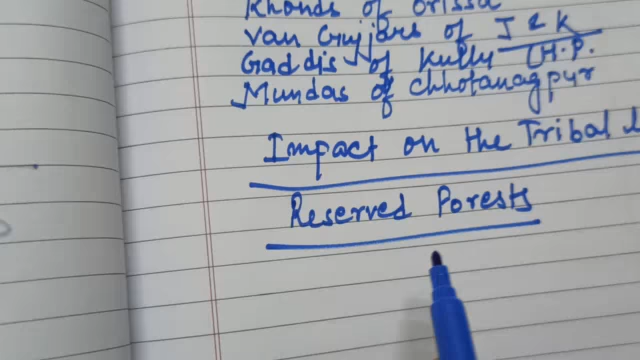 Khonds of Orissa
Van Gujjars of J & K
Gaddis of Kullu (H.P.
Mundas of Chhotanagpur
Impact on the Tribal
Reserved Forests